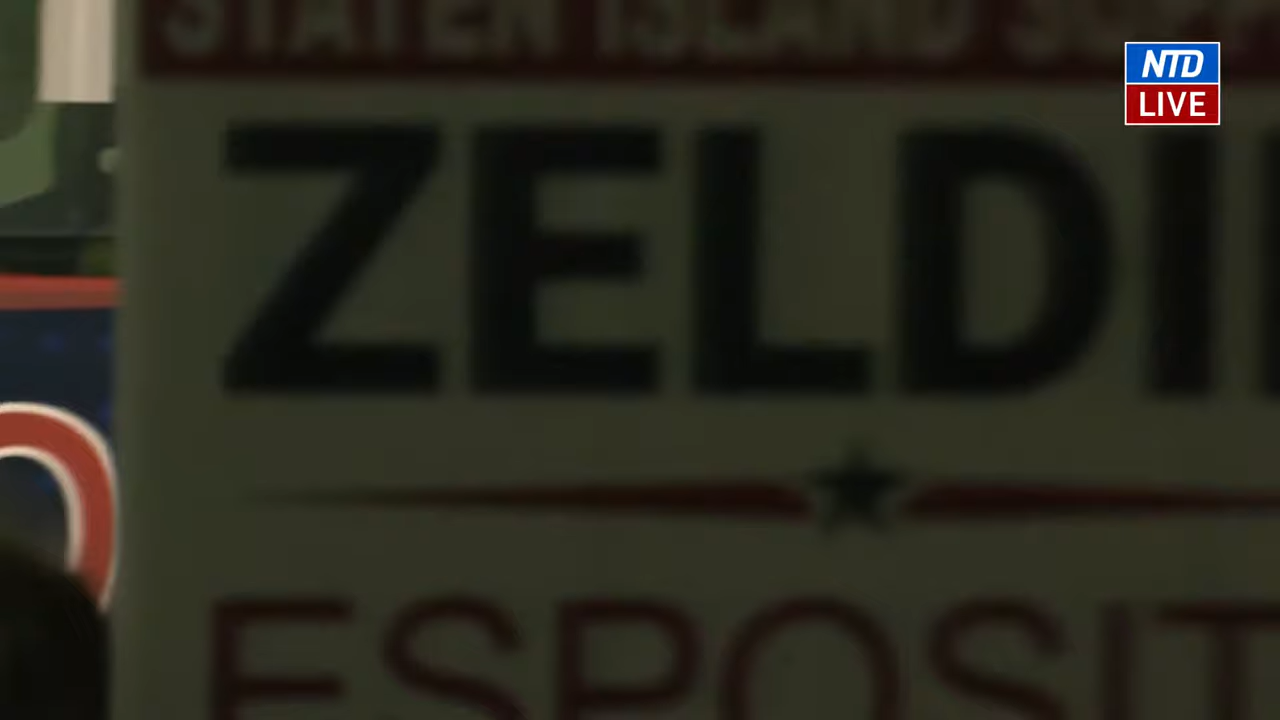 STATEN ISLAND
NTD
LIVE
ZELDI
ESPOSIT